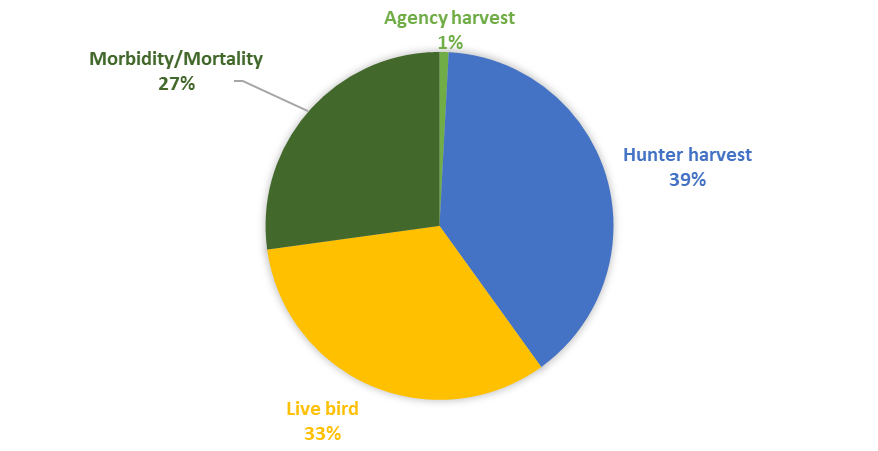 Agency harvest
1%
Morbidity/Mortality
27%
Hunter harvest
39%
Live bird
33%